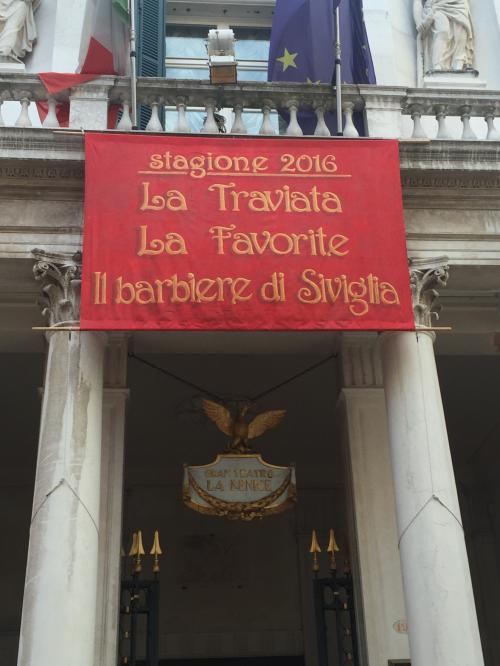 stagione 2016
La Traviata
La Favorite
Il barbiere di Siviglia
GRAN TEATRO
LA FENICE